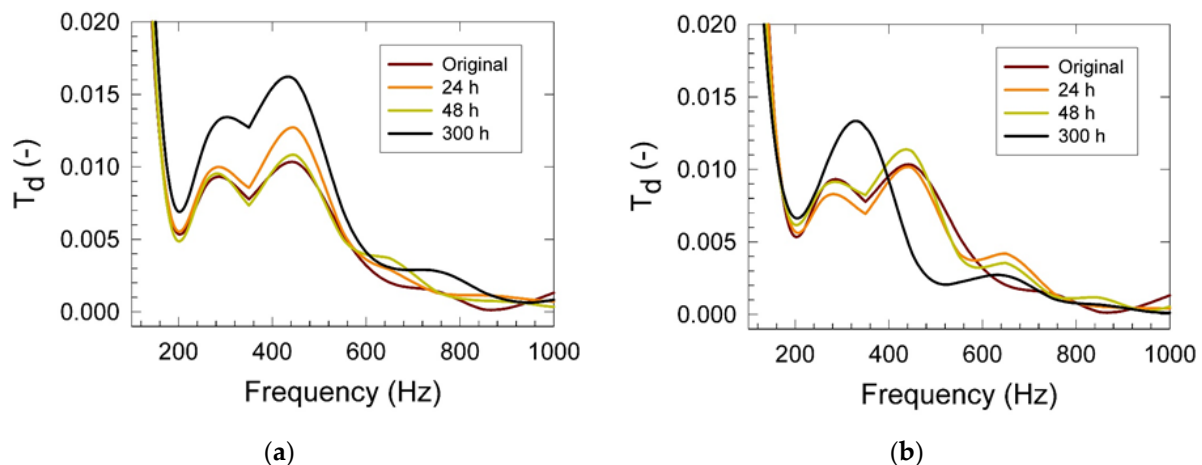 0.020
0.015
0.010
0.005
0.000
T_d (-)
Original
24 h
48 h
300 h
200 400 600 800 1000
Frequency (Hz)
(a)
0.020
0.015
0.010
0.005
0.000
T_d (-)
Original
24 h
48 h
300 h
200 400 600 800 1000
Frequency (Hz)
(b)